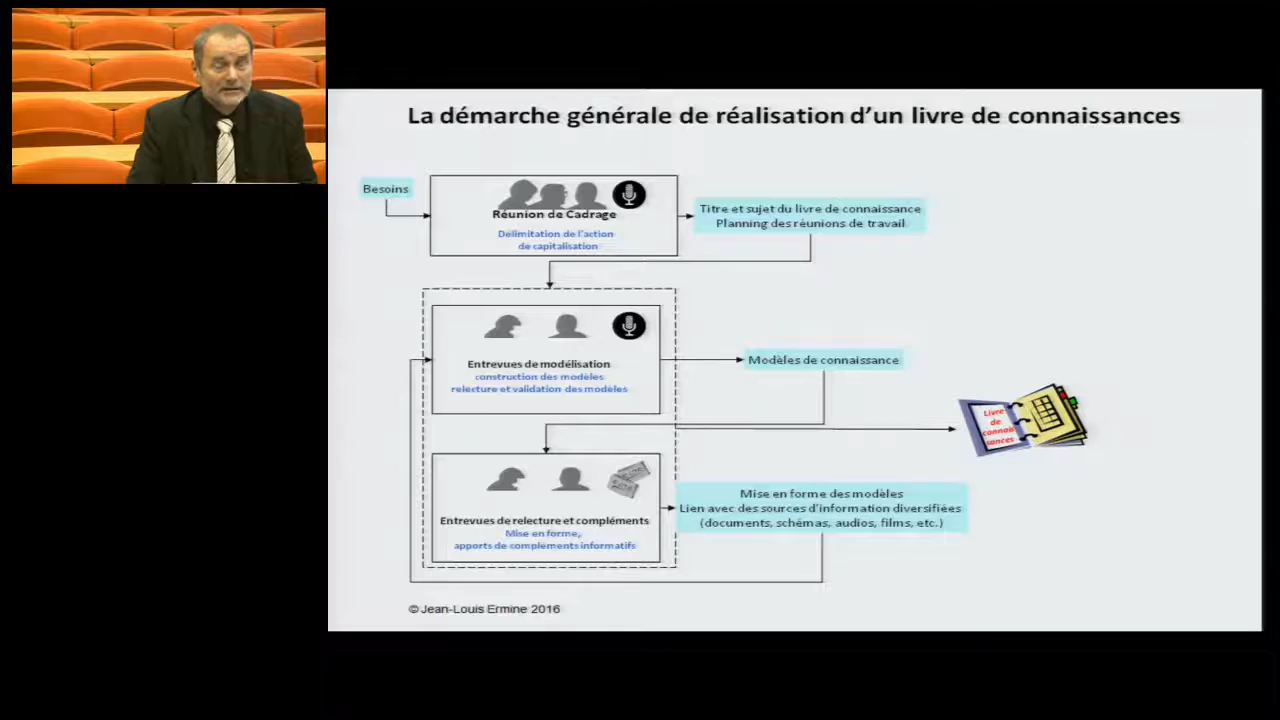 La démarche générale de réalisation d'un livre de connaissances
Besoins
Réunion de Cadrage
Délimitation de l'action
de capitalisation
Titre et sujet du livre de connaissance
Planning des réunions de travail
Entrevues de modélisation
construction des modèles
relecture et validation des modèles
Modèles de connaissance
Livre
de
connais
sances
Entrevues de relecture et compléments
Mise en forme,
apports de compléments informatifs
Mise en forme des modèles
Lien avec des sources d'information diversifiées
(documents, schémas, audios, films, etc.)
© Jean-Louis Ermine 2016